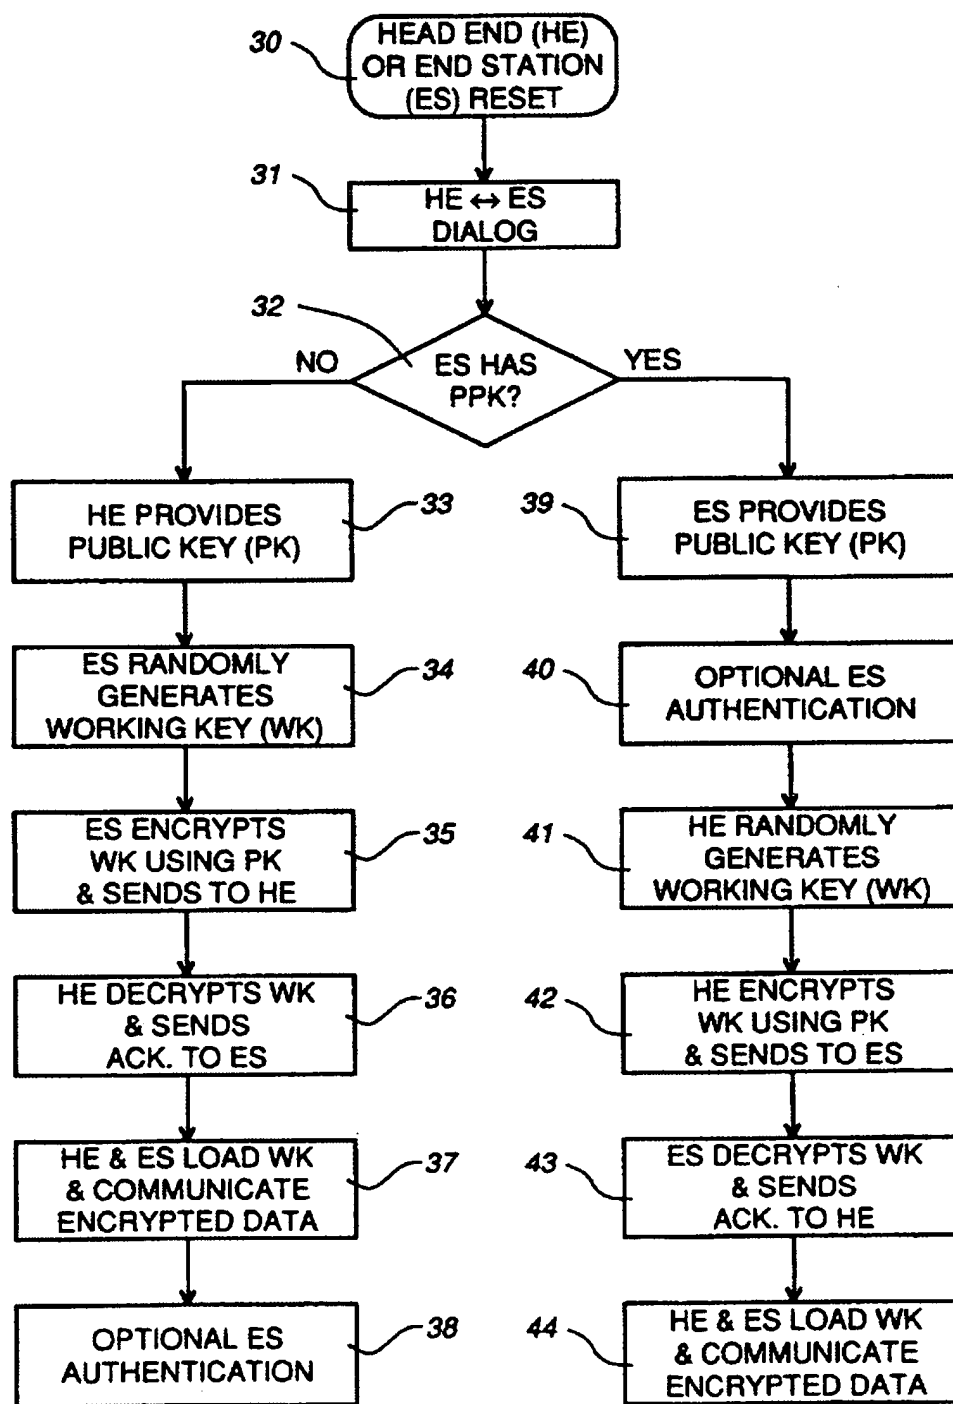 30
HEAD END (HE)
OR END STATION
(ES) RESET
31
HE ↔ ES
DIALOG
32
ES HAS
PPK?
NO
YES
HE PROVIDES
PUBLIC KEY (PK)
33
ES RANDOMLY
GENERATES
WORKING KEY (WK)
34
ES ENCRYPTS
WK USING PK
& SENDS TO HE
35
HE DECRYPTS WK
& SENDS
ACK. TO ES
36
HE & ES LOAD WK
& COMMUNICATE
ENCRYPTED DATA
37
OPTIONAL ES
AUTHENTICATION
38
39
ES PROVIDES
PUBLIC KEY (PK)
40
OPTIONAL ES
AUTHENTICATION
41
HE RANDOMLY
GENERATES
WORKING KEY (WK)
42
HE ENCRYPTS
WK USING PK
& SENDS TO ES
43
ES DECRYPTS WK
& SENDS
ACK. TO HE
44
HE & ES LOAD WK
& COMMUNICATE
ENCRYPTED DATA